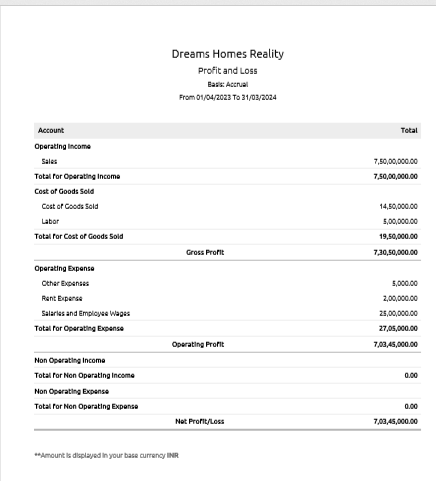 Dreams Homes Reality
Profit and Loss
Basis: Accrual
From 01/04/2023 To 31/03/2024
Account Total
Operating Income
Sales 7,50,00,000.00
Total for Operating Income 7,50,00,000.00
Cost of Goods Sold
Cost of Goods Sold 14,50,000.00
Labor 5,00,000.00
Total for Cost of Goods Sold 19,50,000.00
Gross Profit 7,30,50,000.00
Operating Expense
Other Expenses 5,000.00
Rent Expense 2,00,000.00
Salaries and Employee Wages 25,00,000.00
Total for Operating Expense 27,05,000.00
Operating Profit 7,03,45,000.00
Non Operating Income
Total for Non Operating Income 0.00
Non Operating Expense
Total for Non Operating Expense 0.00
Net Profit/Loss 7,03,45,000.00
**Amount is displayed in your base currency INR